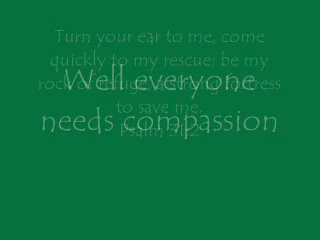 Turn your ear to me, come
quickly to my rescue; be my
rock of refuge, a strong fortress
to save me.
Psalm 31:2
Well everyone
needs compassion